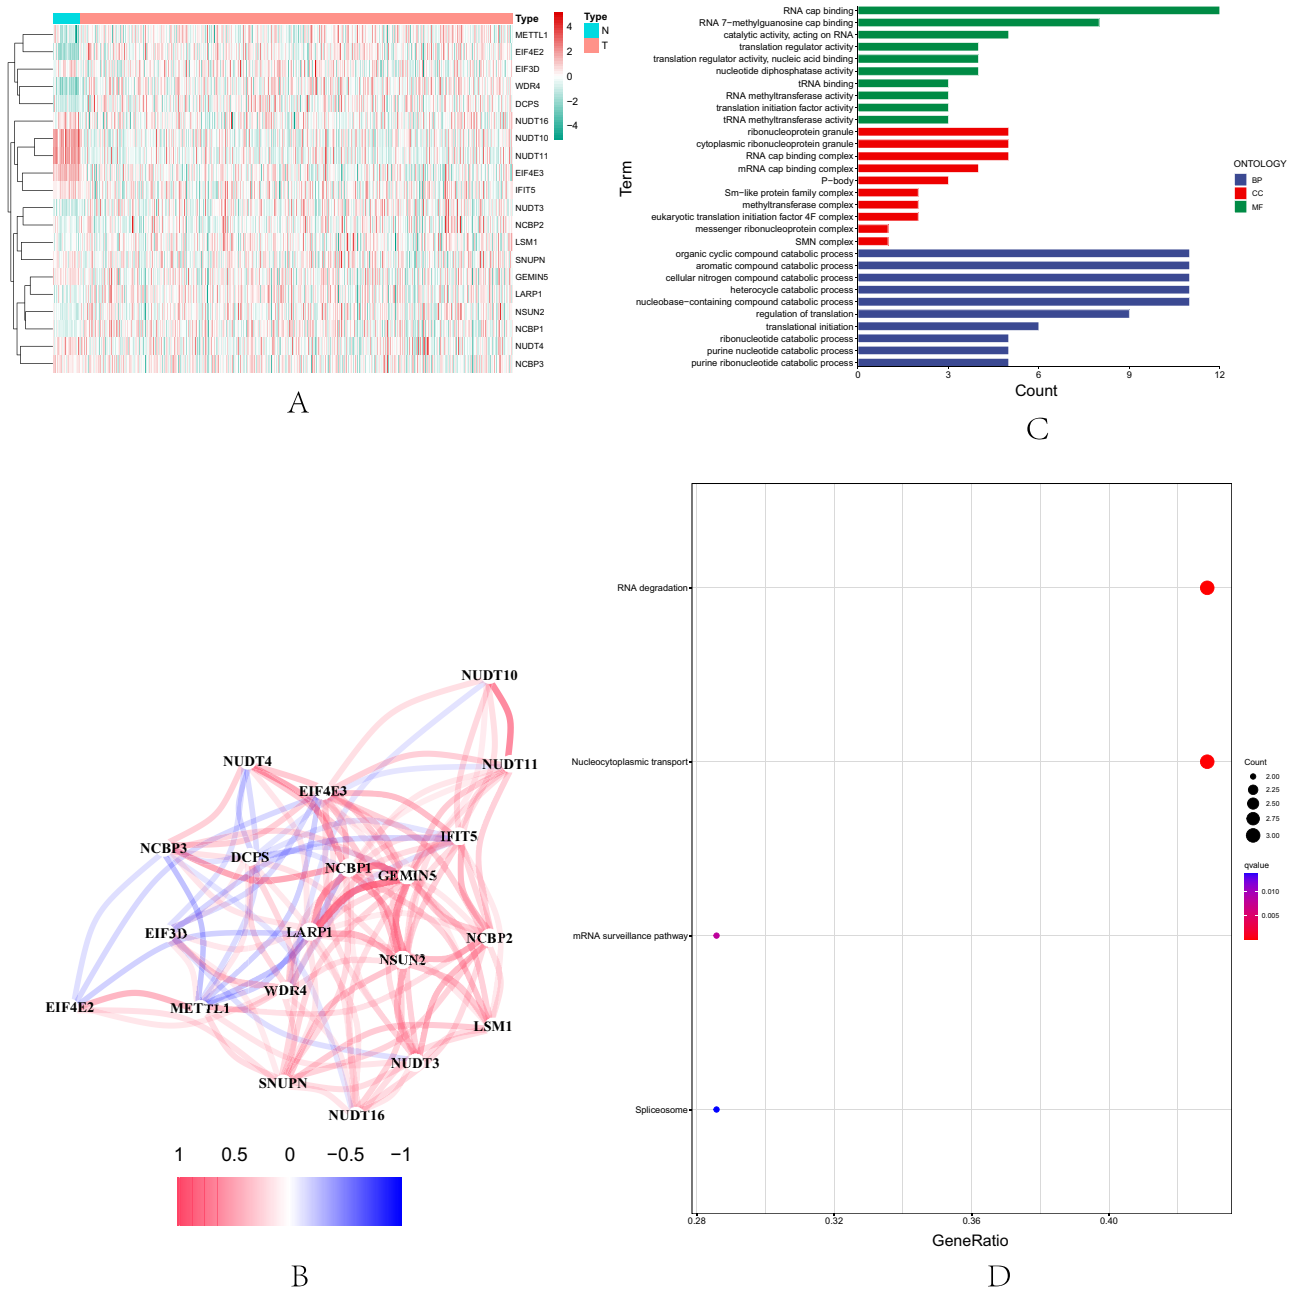 Type
METTL1
EIF4E2
EIF3D
WDR4
DCPS
NUDT16
NUDT10
NUDT11
EIF4E3
IFIT5
NUDT3
NCBP2
LSM1
SNUPN
GEMIN5
LARP1
NSUN2
NCBP1
NUDT4
NCBP3
4
2
0
−2
−4
Type
N
T
A
Term
RNA cap binding
RNA 7−methylguanosine cap binding
catalytic activity, acting on RNA
translation regulator activity
translation regulator activity, nucleic acid binding
nucleotide diphosphatase activity
tRNA binding
RNA methyltransferase activity
translation initiation factor activity
tRNA methyltransferase activity
ribonucleoprotein granule
cytoplasmic ribonucleoprotein granule
RNA cap binding complex
mRNA cap binding complex
P−body
Sm−like protein family complex
methyltransferase complex
eukaryotic translation initiation factor 4F complex
messenger ribonucleoprotein complex
SMN complex
organic cyclic compound catabolic process
aromatic compound catabolic process
cellular nitrogen compound catabolic process
heterocycle catabolic process
nucleobase−containing compound catabolic process
regulation of translation
translational initiation
ribonucleotide catabolic process
purine nucleotide catabolic process
purine ribonucleotide catabolic process
0 3 6 9 12
Count
ONTOLOGY
BP
CC
MF
C
NUDT10
NUDT4
NUDT11
EIF4E3
IFIT5
NCBP3
DCPS
NCBP1
GEMIN5
EIF3D
LARP1
NCBP2
NSUN2
WDR4
EIF4E2
METTL1
LSM1
NUDT3
SNUPN
NUDT16
1 0.5 0 −0.5 −1
B
RNA degradation
Nucleocytoplasmic transport
mRNA surveillance pathway
Spliceosome
0.28 0.32 0.36 0.40
GeneRatio
Count
2.00
2.25
2.50
2.75
3.00
qvalue
0.010
0.005
D